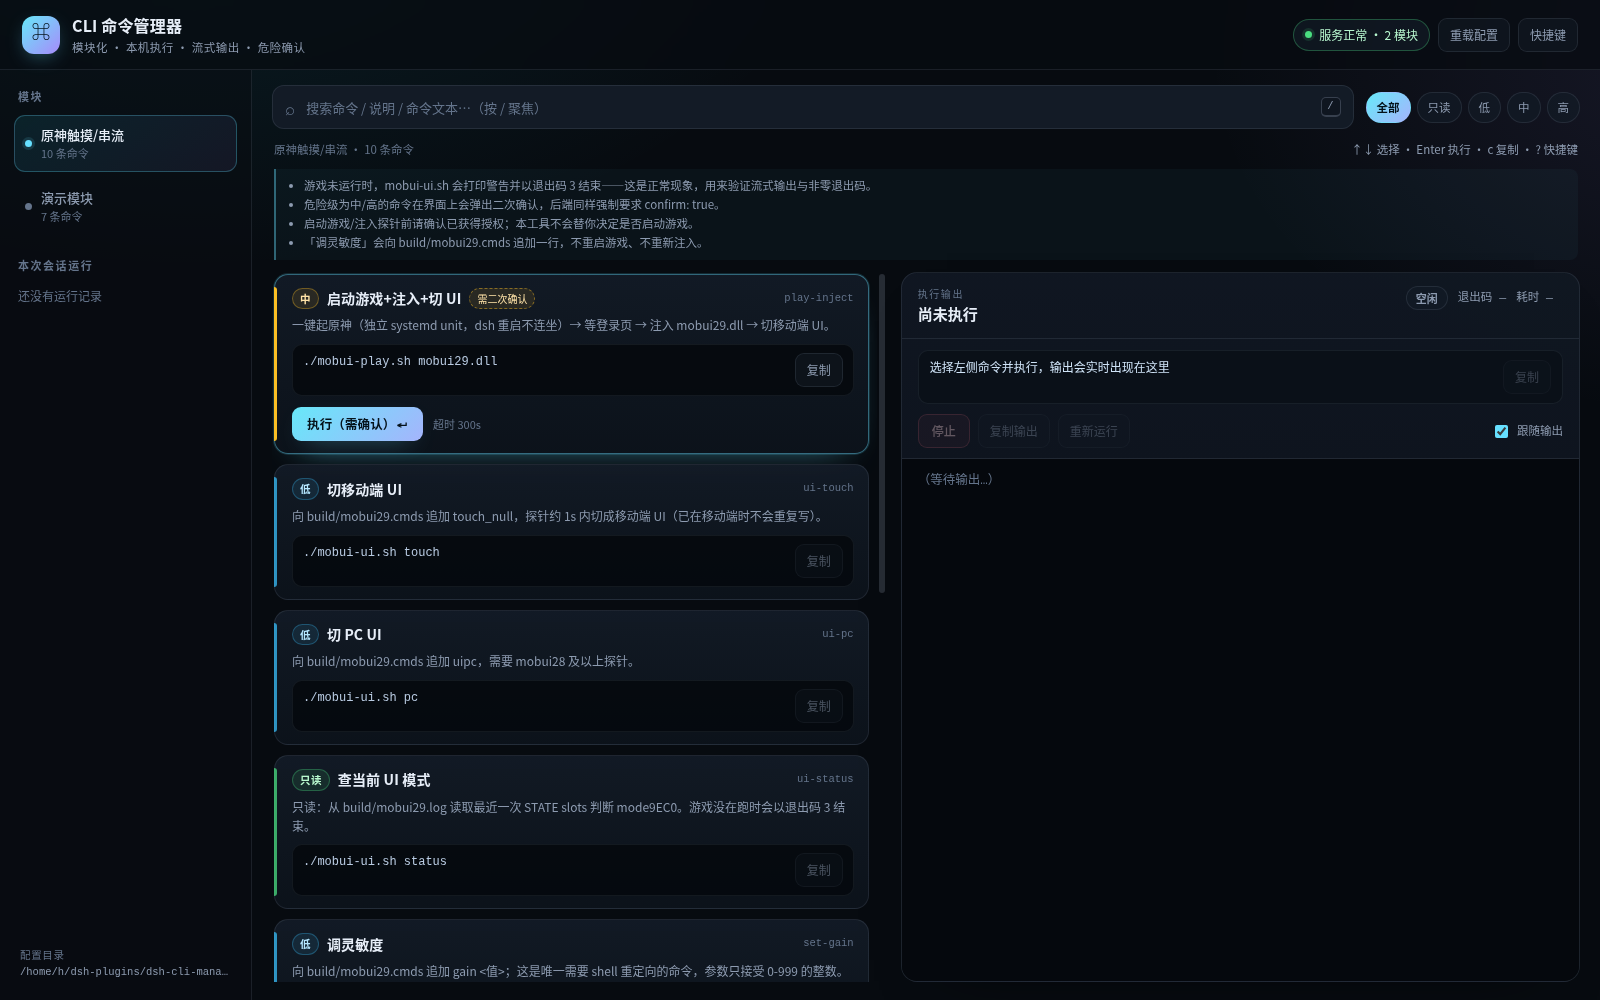 ⌘
CLI 命令管理器
模块化 · 本机执行 · 流式输出 · 危险确认
服务正常 · 2 模块
重载配置
快捷键
模块
原神触摸/串流
10 条命令
演示模块
7 条命令
本次会话运行
还没有运行记录
配置目录
/home/h/dsh-plugins/dsh-cli-mana…
搜索命令 / 说明 / 命令文本…（按 / 聚焦）
/
全部
只读
低
中
高
原神触摸/串流 · 10 条命令
↑↓ 选择 · Enter 执行 · c 复制 · ? 快捷键
• 游戏未运行时，mobui-ui.sh 会打印警告并以退出码 3 结束——这是正常现象，用来验证流式输出与非零退出码。
• 危险级为中/高的命令在界面上会弹出二次确认，后端同样强制要求 confirm: true。
• 启动游戏/注入探针前请确认已获得授权；本工具不会替你决定是否启动游戏。
• 「调灵敏度」会向 build/mobui29.cmds 追加一行，不重启游戏、不重新注入。
中 启动游戏+注入+切 UI 需二次确认 play-inject
一键起原神（独立 systemd unit，dsh 重启不连坐）→ 等登录页 → 注入 mobui29.dll → 切移动端 UI。
./mobui-play.sh mobui29.dll
复制
执行（需确认） ↵
超时 300s
低 切移动端 UI ui-touch
向 build/mobui29.cmds 追加 touch_null，探针约 1s 内切成移动端 UI（已在移动端时不会重复写）。
./mobui-ui.sh touch
复制
低 切 PC UI ui-pc
向 build/mobui29.cmds 追加 uipc，需要 mobui28 及以上探针。
./mobui-ui.sh pc
复制
只读 查当前 UI 模式 ui-status
只读：从 build/mobui29.log 读取最近一次 STATE slots 判断 mode9EC0。游戏没在跑时会以退出码 3 结
束。
./mobui-ui.sh status
复制
低 调灵敏度 set-gain
向 build/mobui29.cmds 追加 gain <值>；这是唯一需要 shell 重定向的命令，参数只接受 0-999 的整数。
执行输出
尚未执行
空闲
退出码 —
耗时 —
选择左侧命令并执行，输出会实时出现在这里
复制
停止
复制输出
重新运行
跟随输出
（等待输出…）